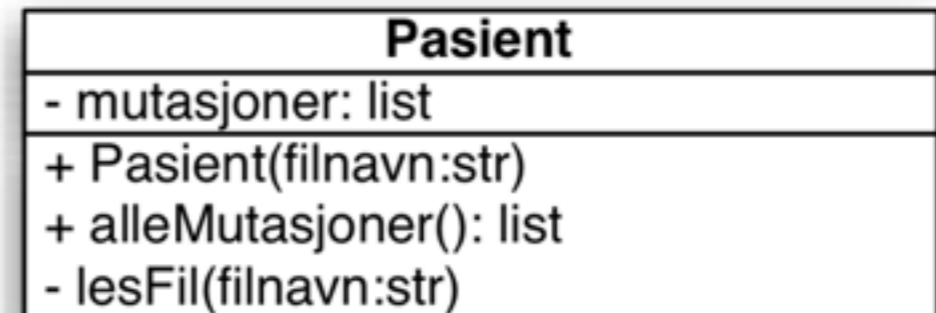 Pasient
- mutasjoner: list
+ Pasient(filnavn:str)
+ alleMutasjoner(): list
- lesFil(filnavn:str)